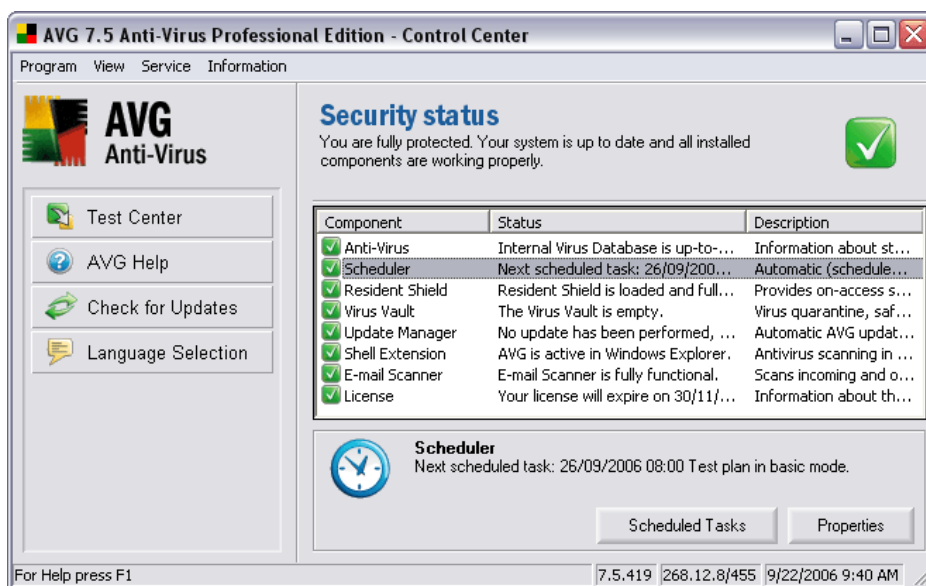 AVG 7.5 Anti-Virus Professional Edition - Control Center
Program View Service Information
AVG
Anti-Virus
Test Center
AVG Help
Check for Updates
Language Selection
Security status
You are fully protected. Your system is up to date and all installed
components are working properly.
Component Status Description
Anti-Virus Internal Virus Database is up-to-... Information about st...
Scheduler Next scheduled task: 26/09/200... Automatic (schedule...
Resident Shield Resident Shield is loaded and full... Provides on-access s...
Virus Vault The Virus Vault is empty. Virus quarantine, saf...
Update Manager No update has been performed, ... Automatic AVG updat...
Shell Extension AVG is active in Windows Explorer. Antivirus scanning in ...
E-mail Scanner E-mail Scanner is fully functional. Scans incoming and o...
License Your license will expire on 30/11/... Information about th...
Scheduler
Next scheduled task: 26/09/2006 08:00 Test plan in basic mode.
Scheduled Tasks Properties
For Help press F1 7.5.419 268.12.8/455 9/22/2006 9:40 AM